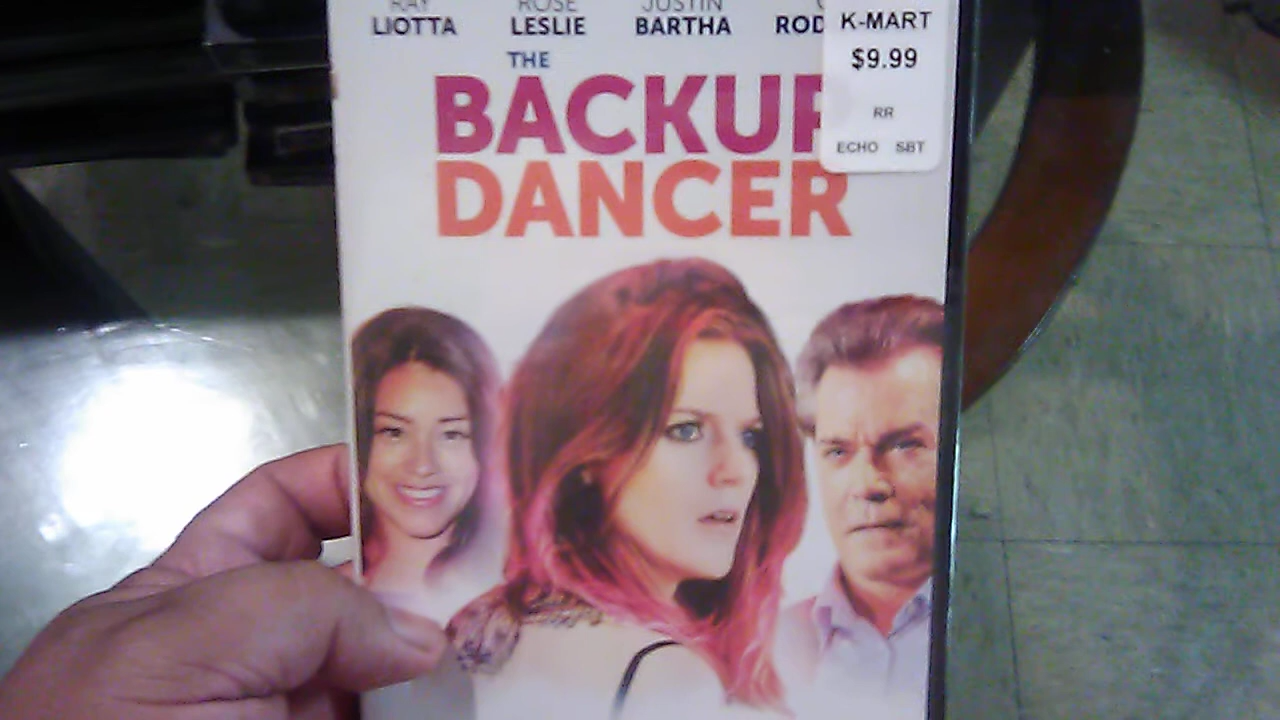 RAY ROSE JUSTIN
LIOTTA LESLIE BARTHA ROD
THE
BACKUP
DANCER
K-MART
$9.99
RR
ECHO SBT